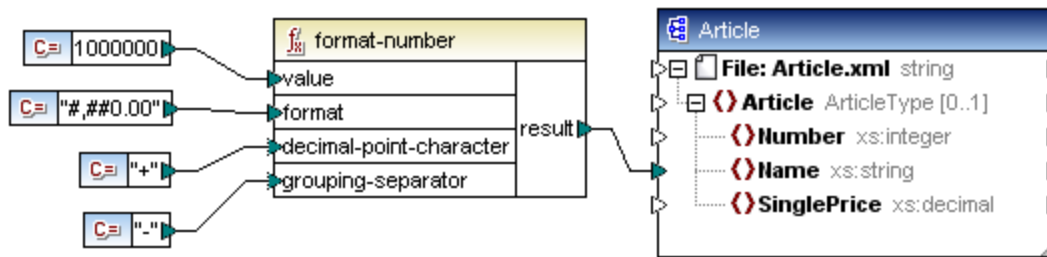 C= 1000000
C= "#,##0.00"
C= "+"
C= "-"
fx format-number
value
format
decimal-point-character
grouping-separator
result
Article
File: Article.xml string
{} Article ArticleType [0..1]
{} Number xs:integer
{} Name xs:string
{} SinglePrice xs:decimal